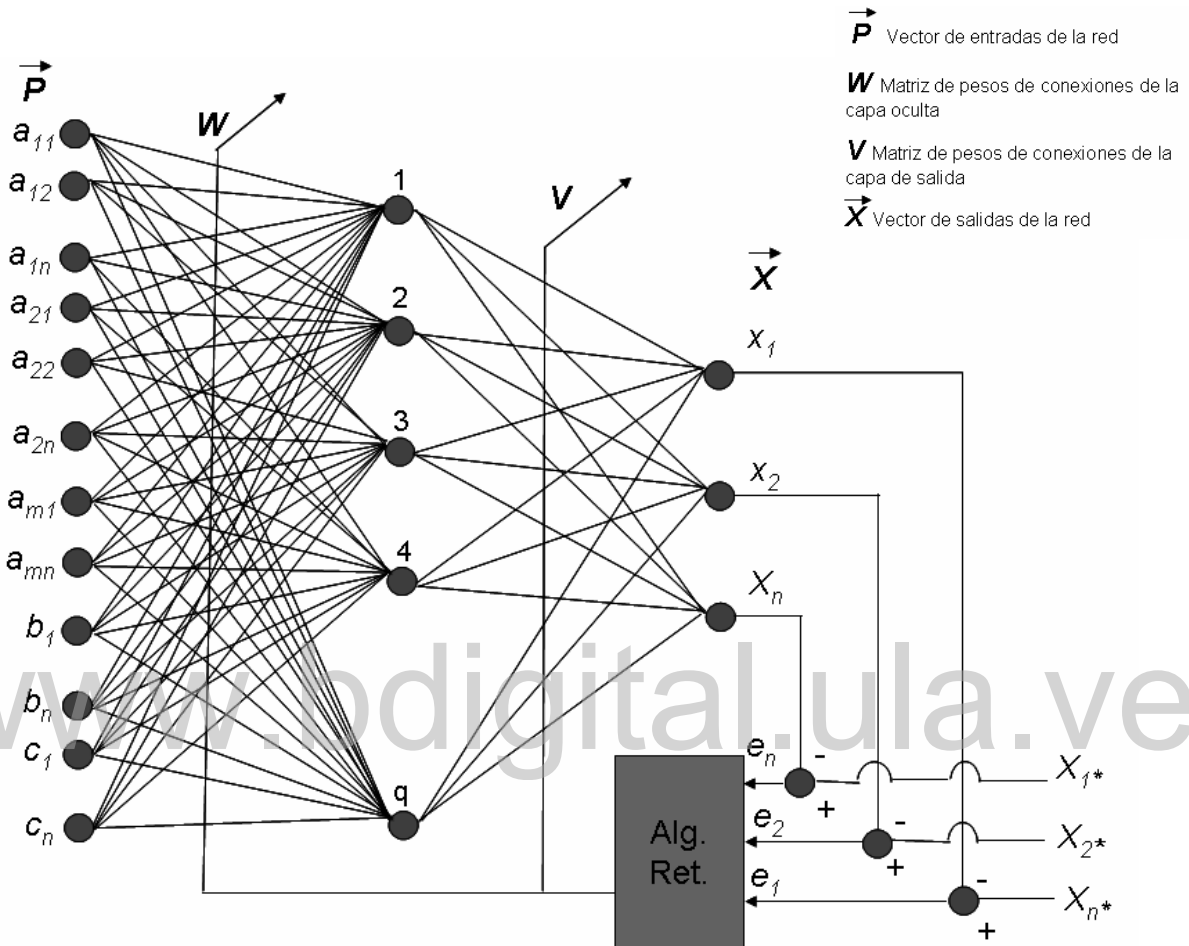 P Vector de entradas de la red
W Matriz de pesos de conexiones de la
capa oculta
V Matriz de pesos de conexiones de la
capa de salida
X Vector de salidas de la red
P
W
V
X
a11
a12
a1n
a21
a22
a2n
am1
amn
b1
bn
c1
cn
1
2
3
4
q
x1
x2
Xn
www.bdigital.ula.ve
en
-
+
X1*
e2
-
+
X2*
e1
-
+
Xn*
Alg.
Ret.